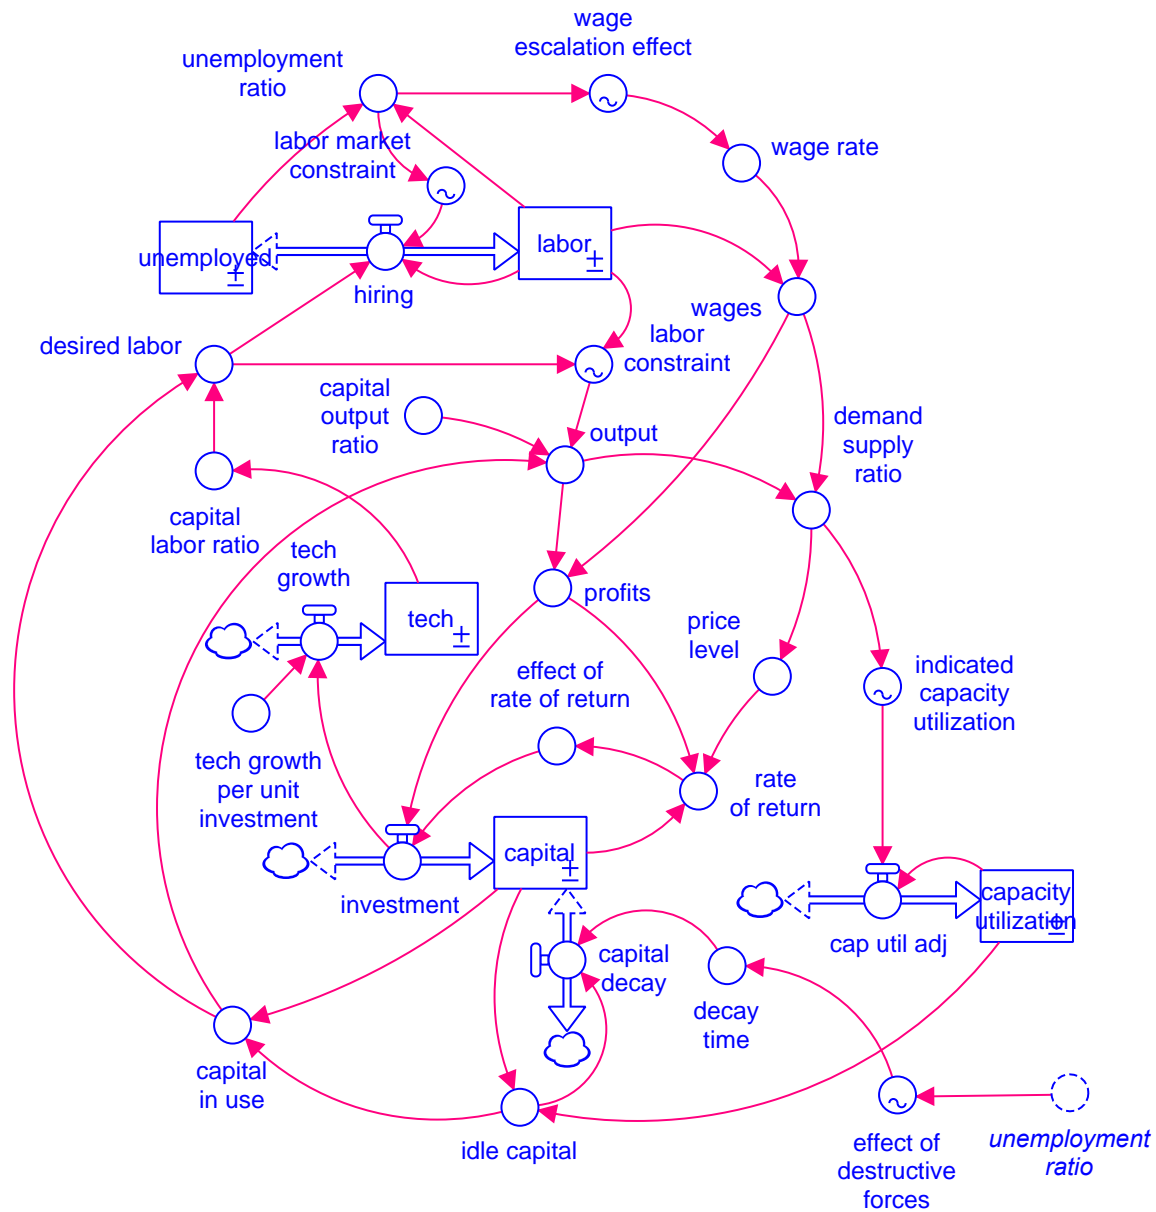 wage
escalation effect
unemployment
ratio
labor market
constraint
wage rate
unemployed
labor
hiring
wages
desired labor
labor
constraint
capital
output
ratio
output
demand
supply
ratio
capital
labor ratio
tech
growth
tech
profits
price
level
effect of
rate of return
indicated
capacity
utilization
tech growth
per unit
investment
rate
of return
capital
investment
capacity
utilization
cap util adj
capital
decay
decay
time
capital
in use
idle capital
effect of
destructive
forces
unemployment
ratio